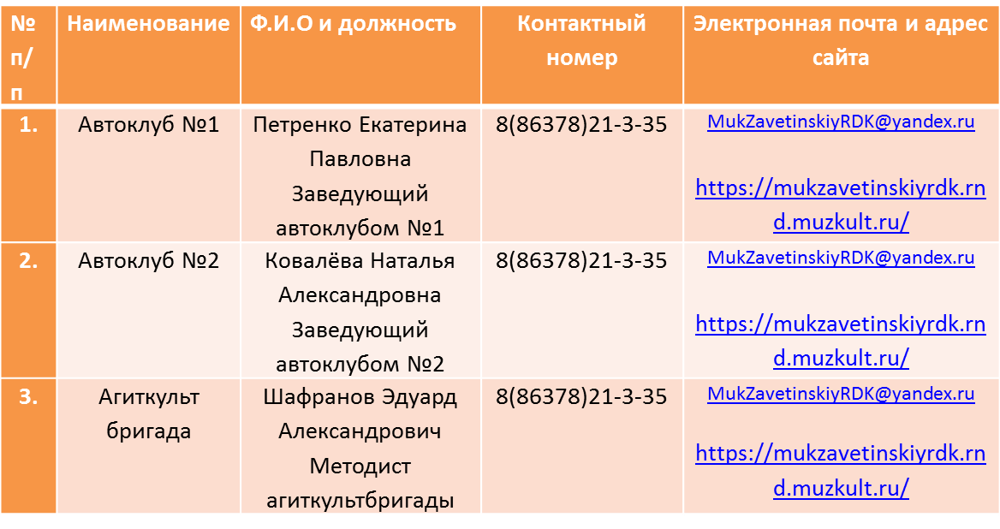 № п/п
Наименование
Ф.И.О и должность
Контактный номер
Электронная почта и адрес сайта
1.
Автоклуб №1
Петренко Екатерина
Павловна
Заведующий
автоклубом №1
8(86378)21-3-35
MukZavetinskiyRDK@yandex.ru
https://mukzavetinskiyrdk.rn
d.muzkult.ru/
2.
Автоклуб №2
Ковалёва Наталья
Александровна
Заведующий
автоклубом №2
8(86378)21-3-35
MukZavetinskiyRDK@yandex.ru
https://mukzavetinskiyrdk.rn
d.muzkult.ru/
3.
Агиткульт
бригада
Шафранов Эдуард
Александрович
Методист
агиткультбригады
8(86378)21-3-35
MukZavetinskiyRDK@yandex.ru
https://mukzavetinskiyrdk.rn
d.muzkult.ru/